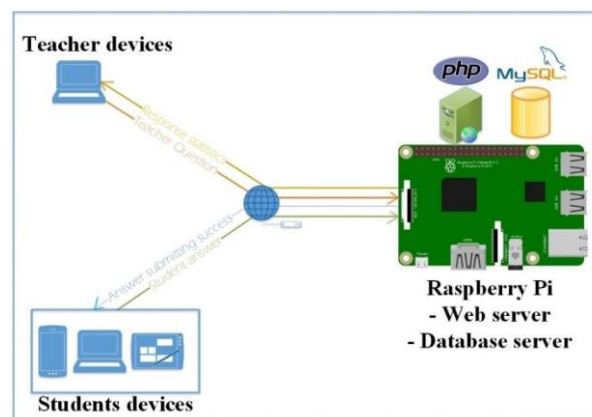 Teacher devices
php
MySQL
Response statistics
Teacher Question
Answer submitting success
Student answer
Raspberry Pi
- Web server
- Database server
Students devices